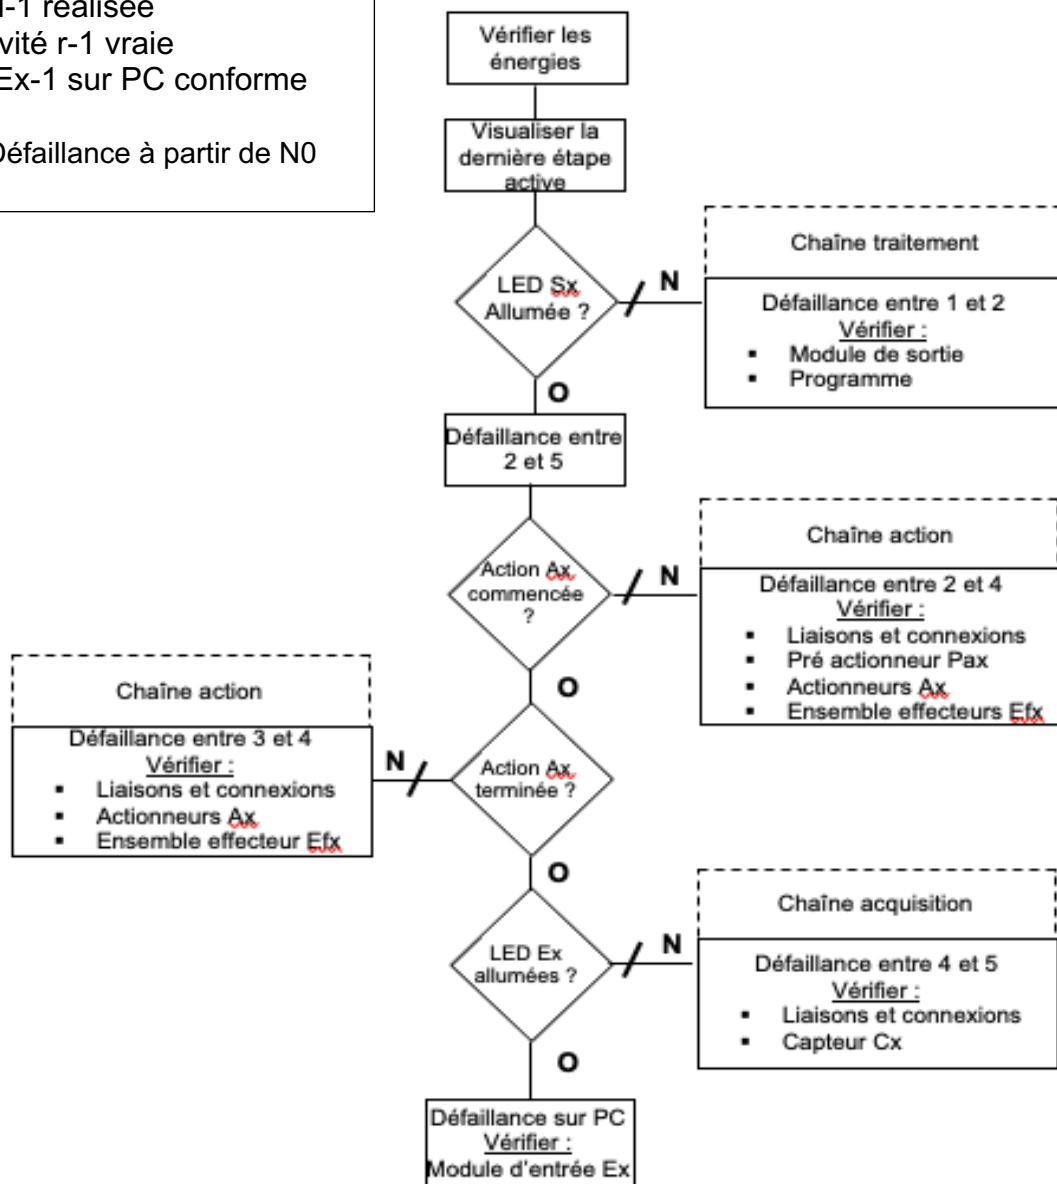 réalisée
r-1 vraie
Ex-1 sur PC conforme
Défaillance à partir de N0
Vérifier les
énergies
Visualiser la
dernière étape
active
LED Sx
Allumée ?
N
Chaîne traitement
Défaillance entre 1 et 2
Vérifier :
▪ Module de sortie
▪ Programme
O
Défaillance entre
2 et 5
Action Ax
commencée
?
N
Chaîne action
Défaillance entre 2 et 4
Vérifier :
▪ Liaisons et connexions
▪ Pré actionneur Pax
▪ Actionneurs Ax
▪ Ensemble effecteurs Efx
O
Chaîne action
Défaillance entre 3 et 4
Vérifier :
▪ Liaisons et connexions
▪ Actionneurs Ax
▪ Ensemble effecteur Efx
N
Action Ax
terminée ?
O
LED Ex
allumées ?
N
Chaîne acquisition
Défaillance entre 4 et 5
Vérifier :
▪ Liaisons et connexions
▪ Capteur Cx
O
Défaillance sur PC
Vérifier :
Module d'entrée Ex